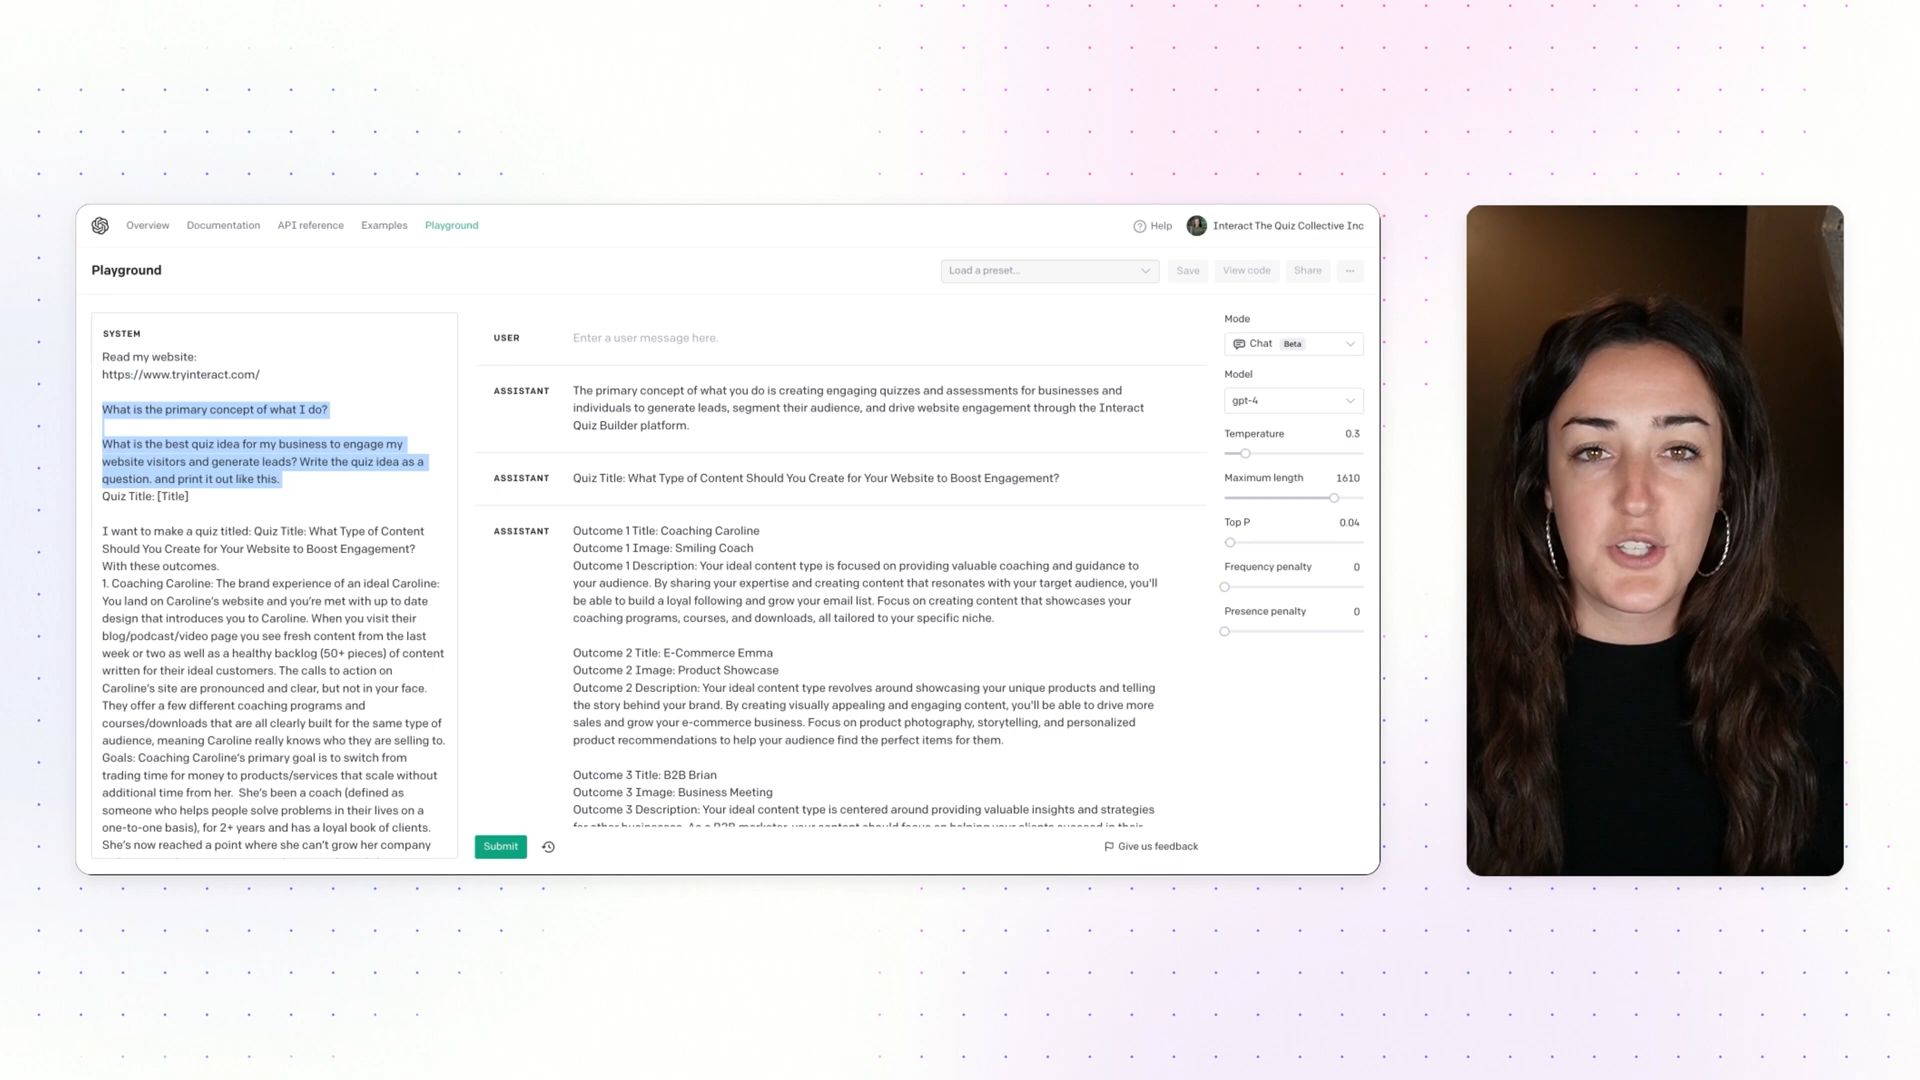 Overview Documentation API reference Examples Playground
Help Interact The Quiz Collective Inc
Playground
Load a preset... Save View code Share ...
SYSTEM
Read my website:
https://www.tryinteract.com/
What is the primary concept of what I do?
What is the best quiz idea for my business to engage my
website visitors and generate leads? Write the quiz idea as a
question. and print it out like this.
Quiz Title: [Title]
I want to make a quiz titled: Quiz Title: What Type of Content
Should You Create for Your Website to Boost Engagement?
With these outcomes.
1. Coaching Caroline: The brand experience of an ideal Caroline:
You land on Caroline's website and you're met with up to date
design that introduces you to Caroline. When you visit their
blog/podcast/video page you see fresh content from the last
week or two as well as a healthy backlog (50+ pieces) of content
written for their ideal customers. The calls to action on
Caroline's site are pronounced and clear, but not in your face.
They offer a few different coaching programs and
courses/downloads that are all clearly built for the same type of
audience, meaning Caroline really knows who they are selling to.
Goals: Coaching Caroline's primary goal is to switch from
trading time for money to products/services that scale without
additional time from her. She's been a coach (defined as
someone who helps people solve problems in their lives on a
one-to-one basis), for 2+ years and has a loyal book of clients.
She's now reached a point where she can't grow her company
USER Enter a user message here.
ASSISTANT The primary concept of what you do is creating engaging quizzes and assessments for businesses and
individuals to generate leads, segment their audience, and drive website engagement through the Interact
Quiz Builder platform.
ASSISTANT Quiz Title: What Type of Content Should You Create for Your Website to Boost Engagement?
ASSISTANT Outcome 1 Title: Coaching Caroline
Outcome 1 Image: Smiling Coach
Outcome 1 Description: Your ideal content type is focused on providing valuable coaching and guidance to
your audience. By sharing your expertise and creating content that resonates with your target audience, you'll
be able to build a loyal following and grow your email list. Focus on creating content that showcases your
coaching programs, courses, and downloads, all tailored to your specific niche.
Outcome 2 Title: E-Commerce Emma
Outcome 2 Image: Product Showcase
Outcome 2 Description: Your ideal content type revolves around showcasing your unique products and telling
the story behind your brand. By creating visually appealing and engaging content, you'll be able to drive more
sales and grow your e-commerce business. Focus on product photography, storytelling, and personalized
product recommendations to help your audience find the perfect items for them.
Outcome 3 Title: B2B Brian
Outcome 3 Image: Business Meeting
Outcome 3 Description: Your ideal content type is centered around providing valuable insights and strategies
Submit
Give us feedback
Mode
Chat Beta
Model
gpt-4
Temperature 0.3
Maximum length 1610
Top P 0.04
Frequency penalty 0
Presence penalty 0